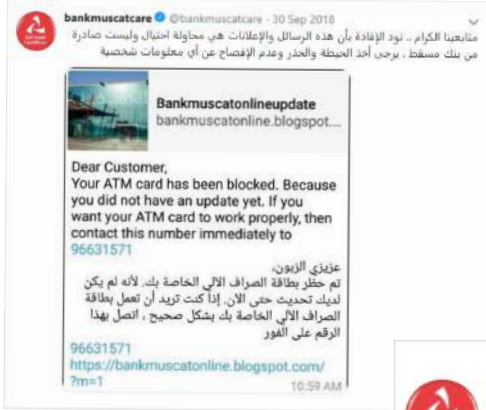 bankmuscatcare @bankmuscatcare - 30 Sep 2018
متابعينا الكرام .. نود الإفادة بأن هذه الرسائل والإعلانات هي محاولة احتيال وليست صادرة
من بنك مسقط . يرجى أخذ الحيطة والحذر وعدم الإفصاح عن أي معلومات شخصية
Bankmuscatonlineupdate
bankmuscatonline.blogspot....
Dear Customer,
Your ATM card has been blocked. Because
you did not have an update yet. If you
want your ATM card to work properly, then
contact this number immediately to
96631571
عزيزي الزبون،
تم حظر بطاقة الصراف الآلي الخاصة بك. لأنه لم يكن
لديك تحديث حتى الآن. إذا كنت تريد أن تعمل بطاقة
الصراف الآلي الخاصة بك بشكل صحيح ، اتصل بهذا
الرقم على الفور
96631571
https://bankmuscatonline.blogspot.com/
?m=1
10:59 AM